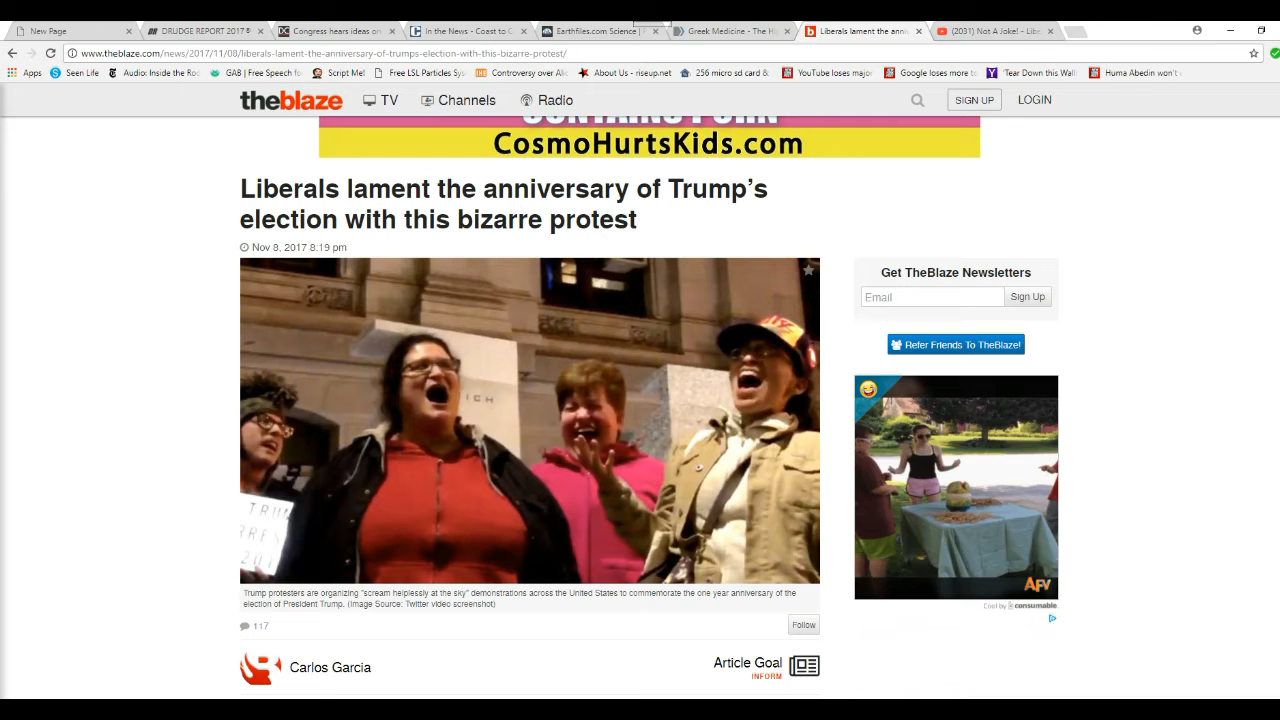 New Page
DRUDGE REPORT 2017®
Congress hears ideas o
In the News - Coast to C
Earthfiles.com Science |
Greek Medicine - The Hi
Liberals lament the anni
(2031) Not A Joke! - Lib
www.theblaze.com/news/2017/11/08/liberals-lament-the-anniversary-of-trumps-election-with-this-bizarre-protest/
Apps
Seen Life
Audio: Inside the Ro
GAB | Free Speech fo
Script Me!
Free LSL Particles Sys
Controversy over Ali
About Us - riseup.net
256 micro sd card &
YouTube loses major
Google loses more t
'Tear Down this Wall
Huma Abedin won't
theblaze
TV
Channels
Radio
SIGN UP
LOGIN
CosmoHurtsKids.com
Liberals lament the anniversary of Trump's
election with this bizarre protest
Nov 8, 2017 8:19 pm
Get TheBlaze Newsletters
Email
Sign Up
Refer Friends To TheBlaze!
AFV
Cool by consumable
Trump protesters are organizing "scream helplessly at the sky" demonstrations across the United States to commemorate the one year anniversary of the
election of President Trump. (Image Source: Twitter video screenshot)
117
Follow
Carlos Garcia
Article Goal
INFORM